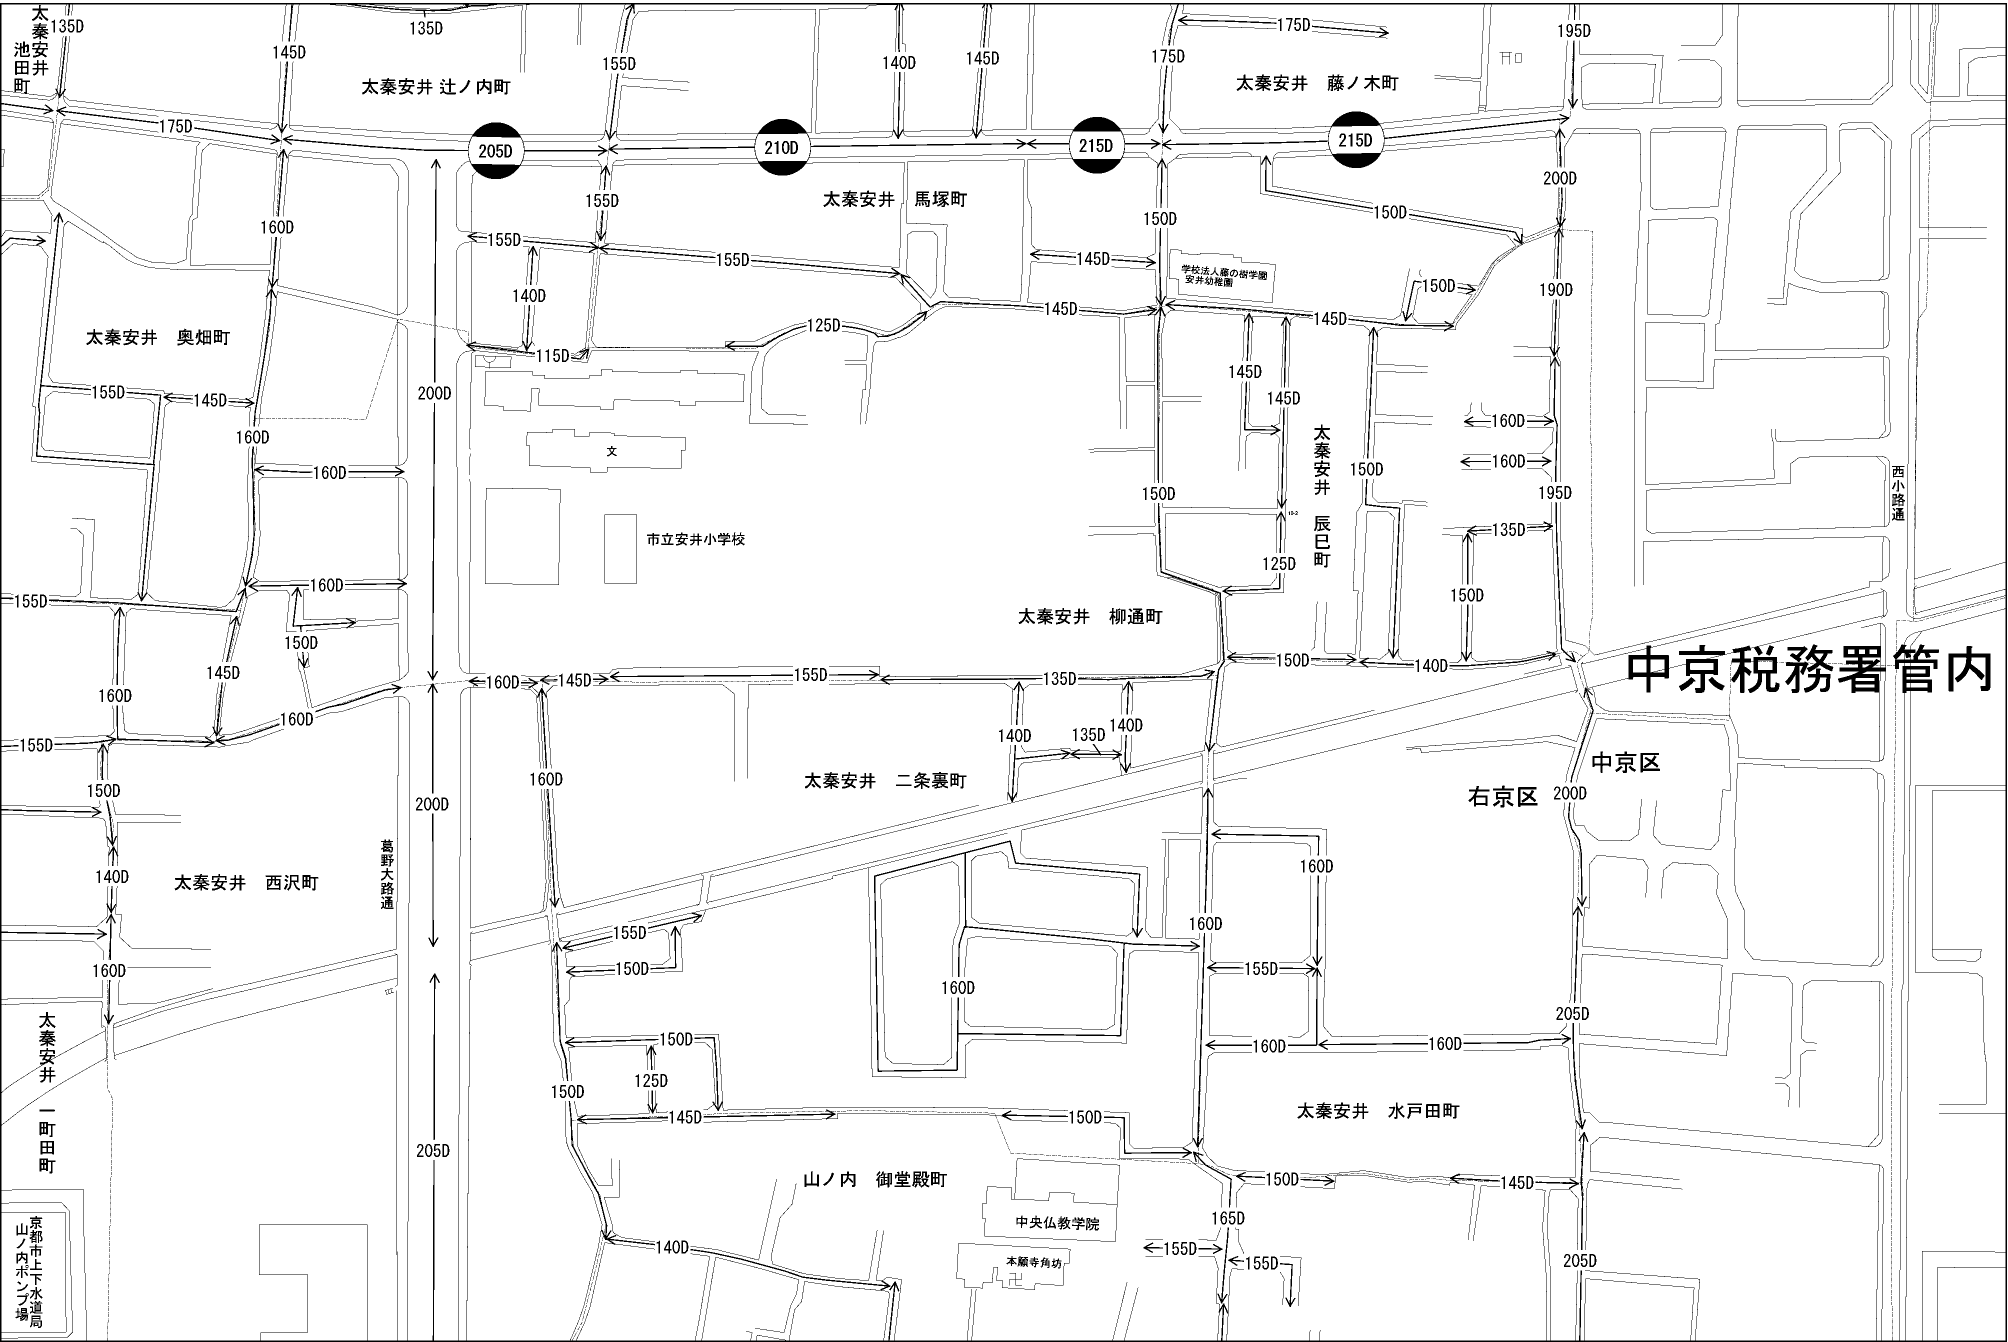 太秦安井
池田町
135D
145D
135D
155D
140D
145D
175D
175D
195D
太秦安井 辻ノ内町
太秦安井 藤ノ木町
175D
205D
210D
215D
215D
160D
155D
太秦安井 馬塚町
150D
150D
200D
155D
155D
145D
学校法人藤の樹学園
安井幼稚園
140D
150D
190D
太秦安井 奥畑町
125D
145D
145D
115D
155D
145D
200D
145D
145D
160D
160D
文
太秦安井 辰巳町
150D
160D
160D
150D
195D
西小路通
市立安井小学校
135D
125D
160D
155D
150D
太秦安井 柳通町
150D
145D
160D
160D
160D
145D
155D
135D
150D
140D
中京税務署管内
155D
140D
135D
140D
150D
160D
200D
太秦安井 二条裏町
中京区
右京区
200D
葛野大路通
140D
太秦安井 西沢町
160D
155D
160D
160D
150D
160D
155D
205D
太秦安井 一町田町
150D
125D
160D
160D
150D
145D
150D
太秦安井 水戸田町
205D
山ノ内 御堂殿町
150D
145D
165D
中央仏教学院
京都市上下水道局
山ノ内ポンプ場
140D
155D
155D
本願寺角坊
205D